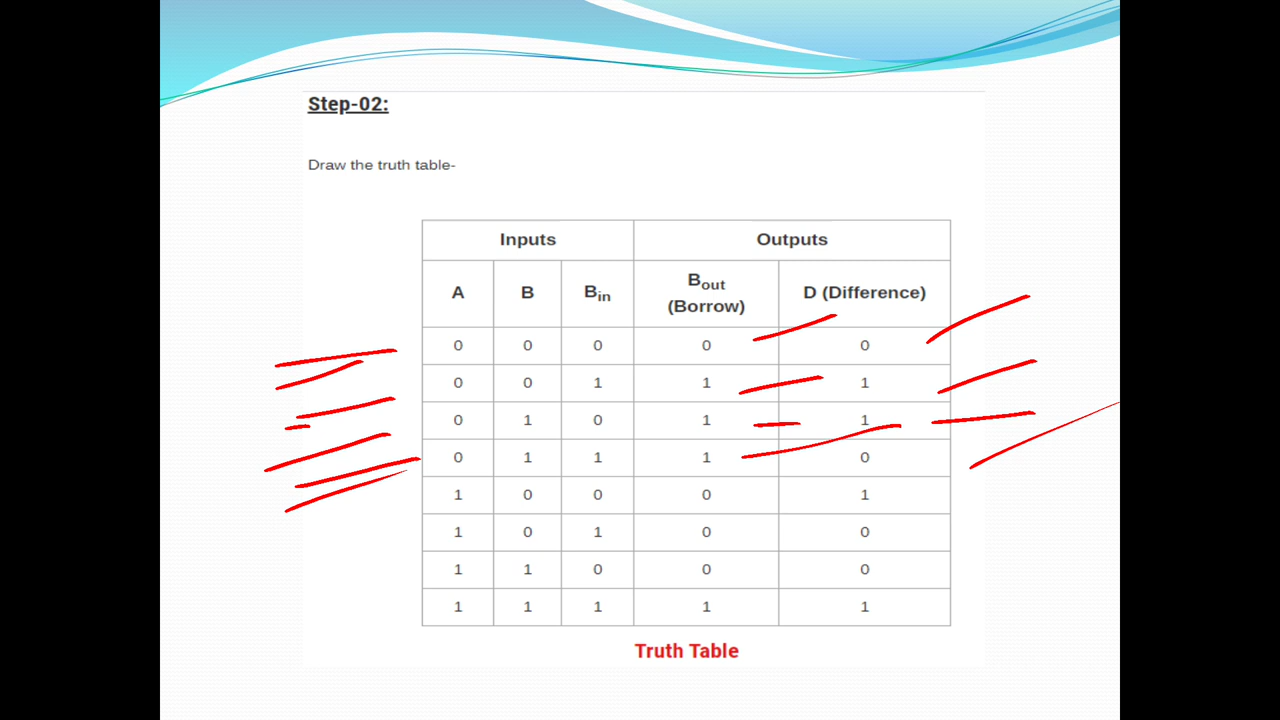 Step-02:
Draw the truth table-
Inputs Outputs
A B Bin Bout (Borrow) D (Difference)
0 0 0 0 0
0 0 1 1 1
0 1 0 1 1
0 1 1 1 0
1 0 0 0 1
1 0 1 0 0
1 1 0 0 0
1 1 1 1 1
Truth Table